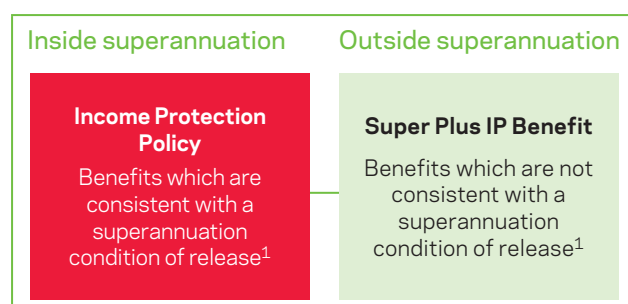 Inside superannuation
Income Protection
Policy
Benefits which are
consistent with a
superannuation
condition of release1
Outside superannuation
Super Plus IP Benefit
Benefits which are not
consistent with a
superannuation
condition of release1